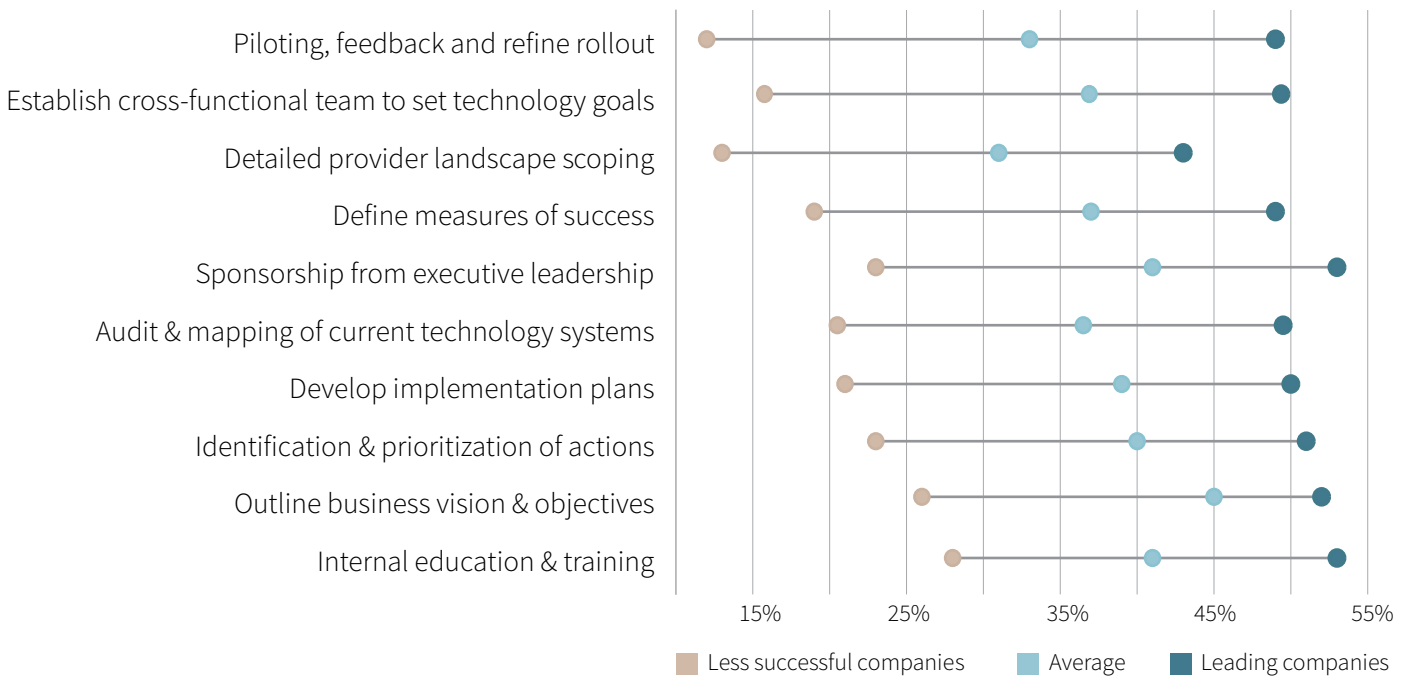 Piloting, feedback and refine rollout
Establish cross-functional team to set technology goals
Detailed provider landscape scoping
Define measures of success
Sponsorship from executive leadership
Audit & mapping of current technology systems
Develop implementation plans
Identification & prioritization of actions
Outline business vision & objectives
Internal education & training
15% 25% 35% 45% 55%
Less successful companies Average Leading companies